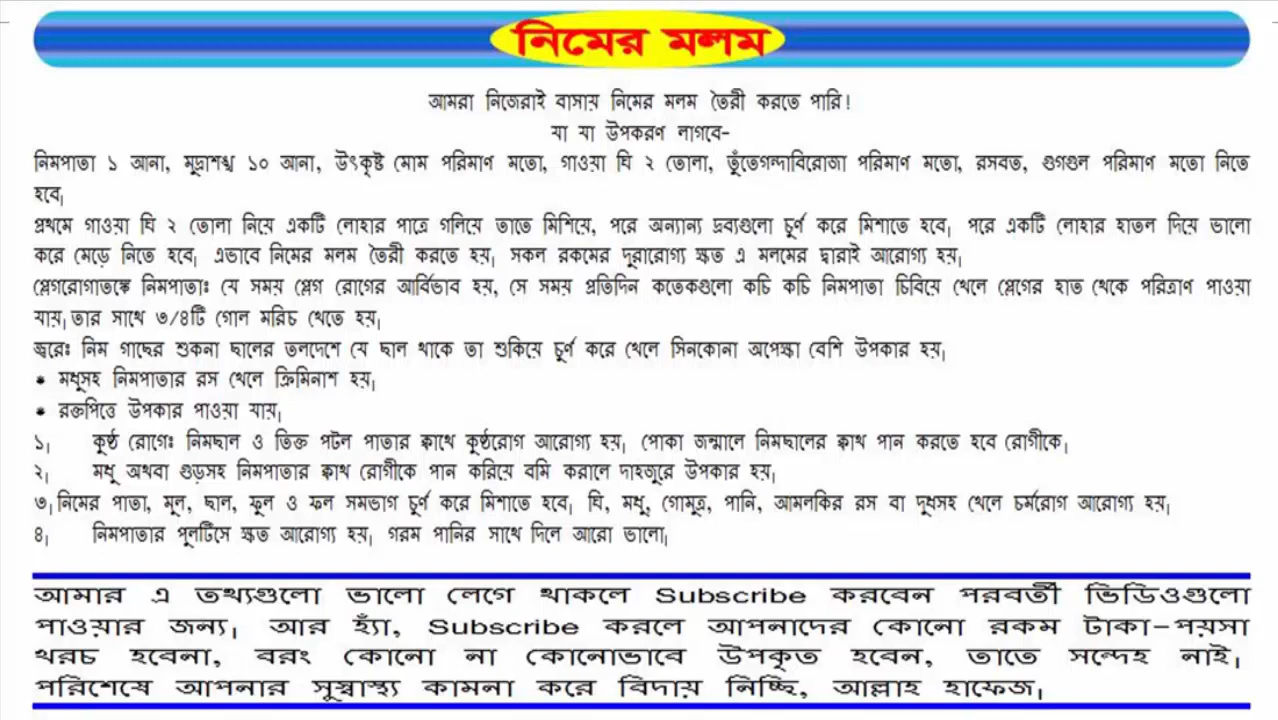 নিমের মলম
আমরা নিজেরাই বাসায় নিমের মলম তৈরী করতে পারি!
যা যা উপকরণ লাগবে-
নিমপাতা ১ আনা, মুদ্রাশঙ্খ ১০ আনা, উৎকৃষ্ট মোম পরিমাণ মতো, গাওয়া ঘি ২ তোলা, তুঁতেগন্দাবিরোজা পরিমাণ মতো, রসবত, গুগগুল পরিমাণ মতো নিতে
হবে।
প্রথমে গাওয়া ঘি ২ তোলা নিয়ে একটি লোহার পাত্রে গলিয়ে তাতে মিশিয়ে, পরে অন্যান্য দ্রব্যগুলো চুর্ণ করে মিশাতে হবে। পরে একটি লোহার হাতল দিয়ে ভালো
করে মেড়ে নিতে হবে। এভাবে নিমের মলম তৈরী করতে হয়। সকল রকমের দুরারোগ্য ক্ষত এ মলমের দ্বারাই আরোগ্য হয়।
প্লেগরোগাতঙ্কে নিমপাতাঃ যে সময় প্লেগ রোগের আর্বিভাব হয়, সে সময় প্রতিদিন কতেকগুলো কচি কচি নিমপাতা চিবিয়ে খেলে প্লেগের হাত থেকে পরিত্রাণ পাওয়া
যায়।তার সাথে ৩/৪টি গোল মরিচ খেতে হয়।
জ্বরেঃ নিম গাছের শুকনা ছালের তলদেশে যে ছাল থাকে তা শুকিয়ে চুর্ণ করে খেলে সিনকোনা অপেক্ষা বেশি উপকার হয়।
* মধুসহ নিমপাতার রস খেলে ক্রিমিনাশ হয়।
* রক্তপিত্তে উপকার পাওয়া যায়।
১। কুষ্ঠ রোগেঃ নিমছাল ও তিক্ত পটল পাতার ক্বাথে কুষ্ঠরোগ আরোগ্য হয়। পোকা জন্মালে নিমছালের ক্বাথ পান করতে হবে রোগীকে।
২। মধু অথবা গুড়সহ নিমপাতার ক্বাথ রোগীকে পান করিয়ে বমি করালে দাহজুরে উপকার হয়।
৩। নিমের পাতা, মূল, ছাল, ফুল ও ফল সমভাগ চুর্ণ করে মিশাতে হবে। ঘি, মধু, গোমুত্র, পানি, আমলকির রস বা দুধসহ খেলে চর্মরোগ আরোগ্য হয়।
৪। নিমপাতার পুলটিসে ক্ষত আরোগ্য হয়। গরম পানির সাথে দিলে আরো ভালো।
আমার এ তথ্যগুলো ভালো লেগে থাকলে Subscribe করবেন পরবর্তী ভিডিওগুলো
পাওয়ার জন্য। আর হ্যাঁ, Subscribe করলে আপনাদের কোনো রকম টাকা-পয়সা
খরচ হবেনা, বরং কোনো না কোনোভাবে উপকৃত হবেন, তাতে সন্দেহ নাই।
পরিশেষে আপনার সুস্বাস্থ্য কামনা করে বিদায় নিচ্ছি, আল্লাহ হাফেজ।